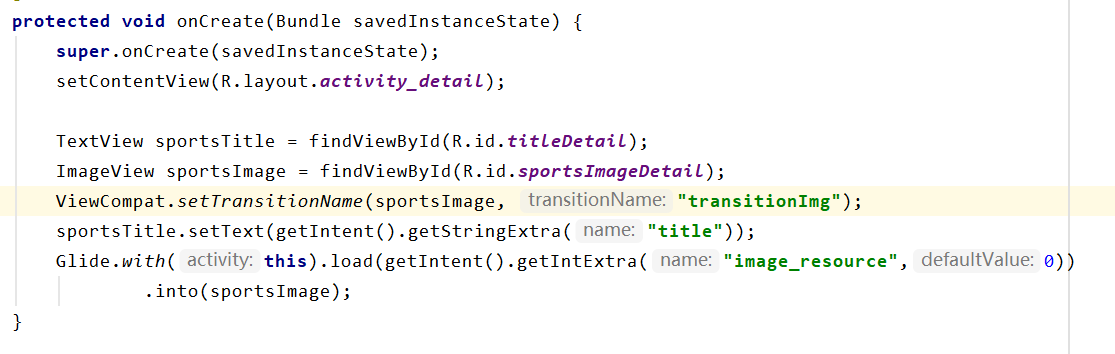 protected void onCreate(Bundle savedInstanceState) {
    super.onCreate(savedInstanceState);
    setContentView(R.layout.activity_detail);
    TextView sportsTitle = findViewById(R.id.titleDetail);
    ImageView sportsImage = findViewById(R.id.sportsImageDetail);
    ViewCompat.setTransitionName(sportsImage, transitionName: "transitionImg");
    sportsTitle.setText(getIntent().getStringExtra( name: "title"));
    Glide.with( activity: this).load(getIntent().getIntExtra( name: "image_resource", defaultValue: 0))
            .into(sportsImage);
}